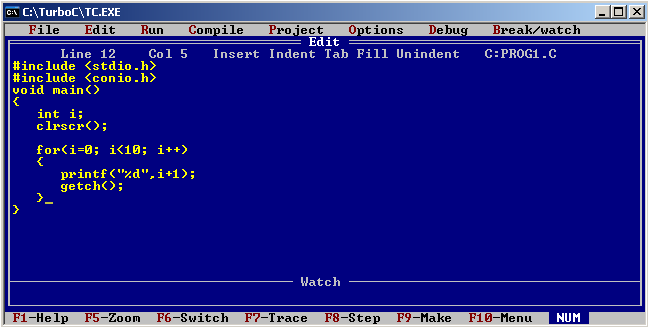 C:\TurboC\TC.EXE
File Edit Run Compile Project Options Debug Break/watch
Edit
Line 12 Col 5 Insert Indent Tab Fill Unindent C:PROG1.C
#include <stdio.h>
#include <conio.h>
void main()
{
int i;
clrscr();
for(i=0; i<10; i++)
{
printf("%d",i+1);
getch();
}_
}
Watch
F1-Help F5-Zoom F6-Switch F7-Trace F8-Step F9-Make F10-Menu NUM